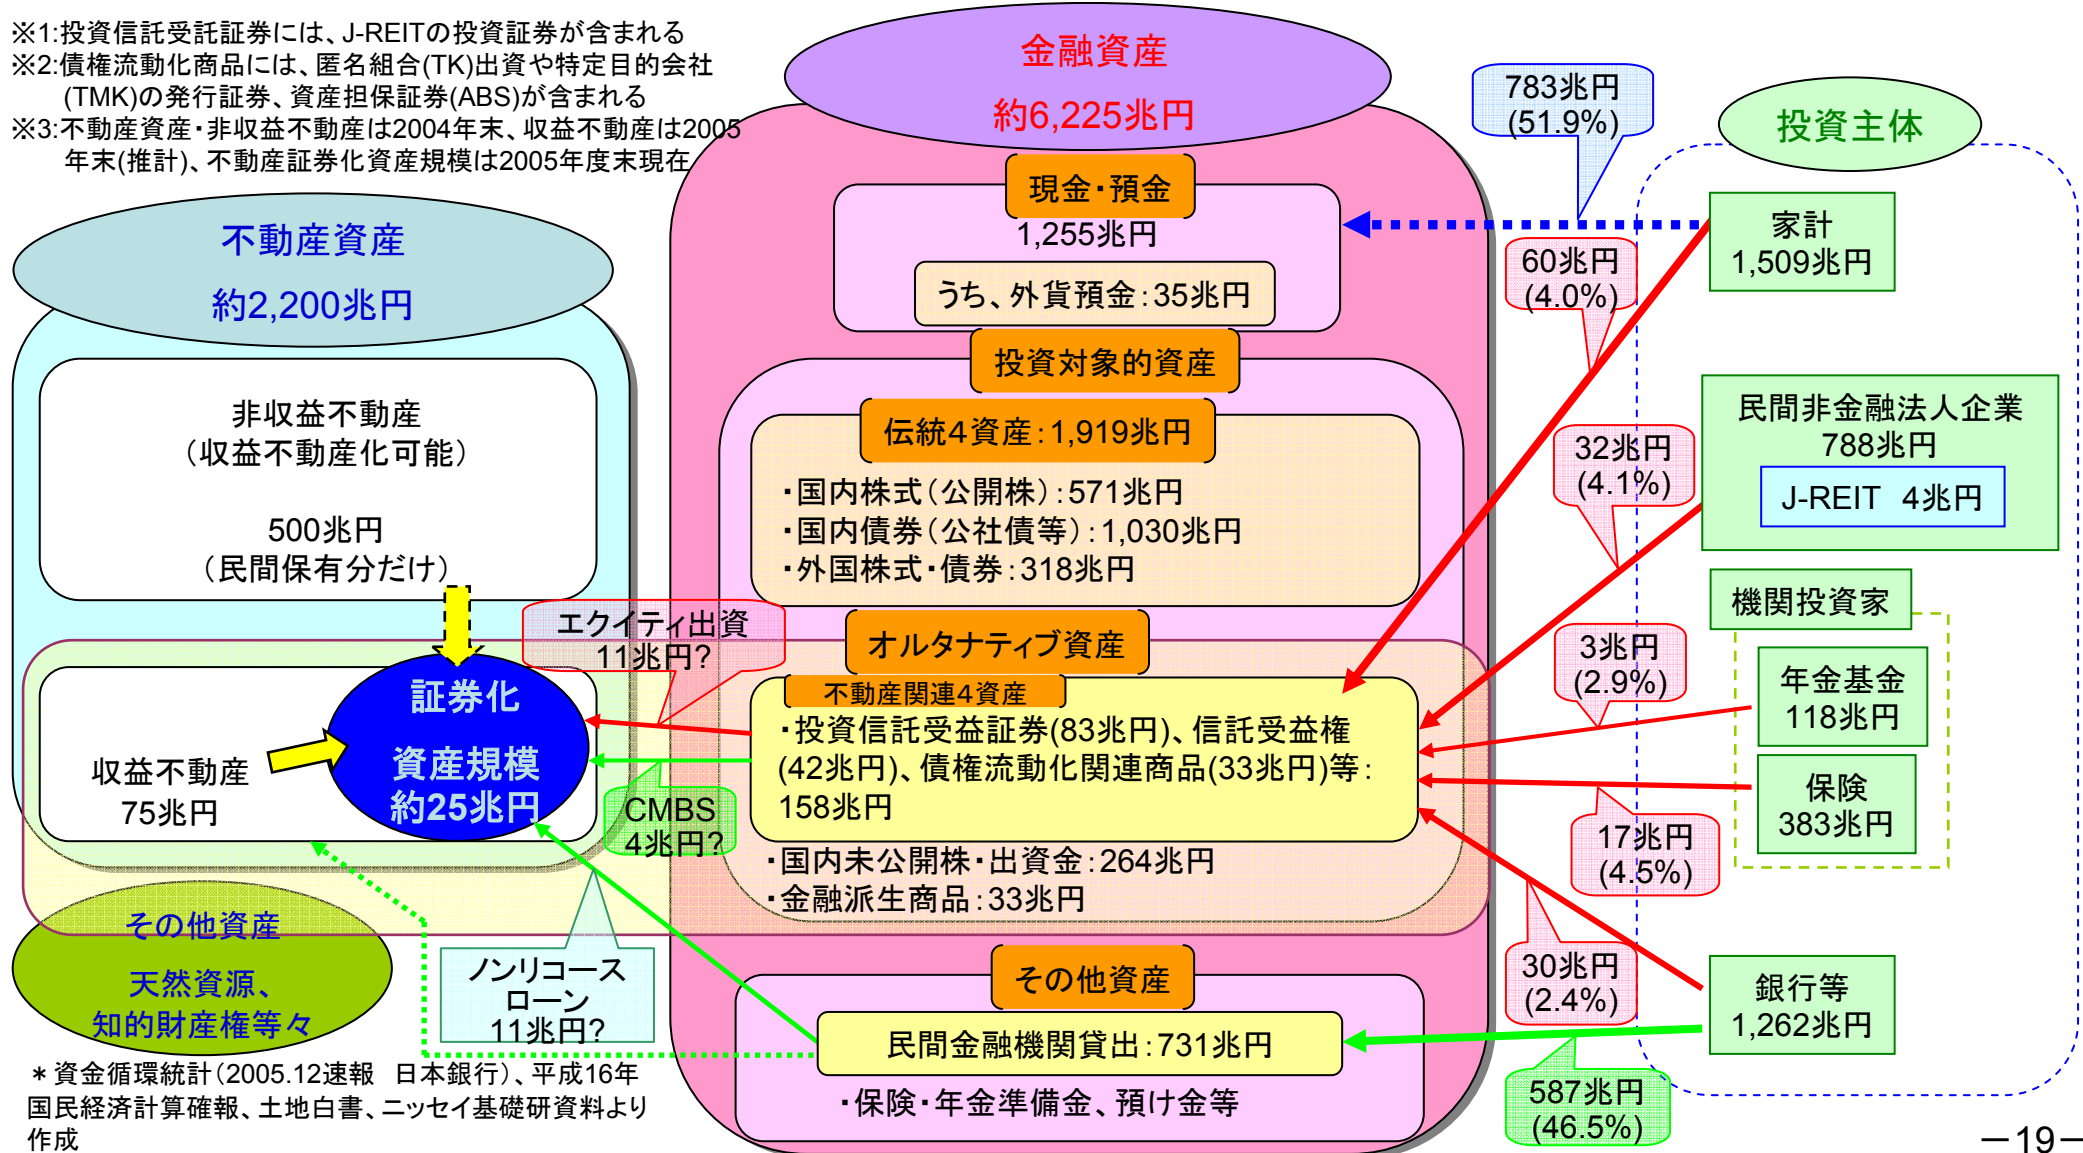 ※1:投資信託受託証券には、J-REITの投資証券が含まれる
※2:債権流動化商品には、匿名組合(TK)出資や特定目的会社
(TMK)の発行証券、資産担保証券(ABS)が含まれる
※3:不動産資産・非収益不動産は2004年末、収益不動産は2005
年末(推計)、不動産証券化資産規模は2005年度末現在
不動産資産
約2,200兆円
非収益不動産
（収益不動産化可能）
500兆円
（民間保有分だけ）
証券化
資産規模
約25兆円
収益不動産
75兆円
その他資産
天然資源、
知的財産権等々
エクイティ出資
11兆円?
CMBS
4兆円?
ノンリコース
ローン
11兆円?
金融資産
約6,225兆円
現金・預金
1,255兆円
うち、外貨預金:35兆円
投資対象的資産
伝統４資産:1,919兆円
・国内株式（公開株）:571兆円
・国内債券（公社債等）:1,030兆円
・外国株式・債券:318兆円
オルタナティブ資産
不動産関連４資産
・投資信託受益証券(83兆円)、信託受益権
(42兆円)、債権流動化関連商品(33兆円)等:
158兆円
・国内未公開株・出資金:264兆円
・金融派生商品:33兆円
その他資産
民間金融機関貸出:731兆円
・保険・年金準備金、預け金等
783兆円
(51.9%)
60兆円
(4.0%)
32兆円
(4.1%)
3兆円
(2.9%)
17兆円
(4.5%)
30兆円
(2.4%)
587兆円
(46.5%)
投資主体
家計
1,509兆円
民間非金融法人企業
788兆円
J-REIT 4兆円
機関投資家
年金基金
118兆円
保険
383兆円
銀行等
1,262兆円
＊資金循環統計（2005.12速報 日本銀行）、平成16年
国民経済計算確報、土地白書、ニッセイ基礎研資料より
作成
－19－